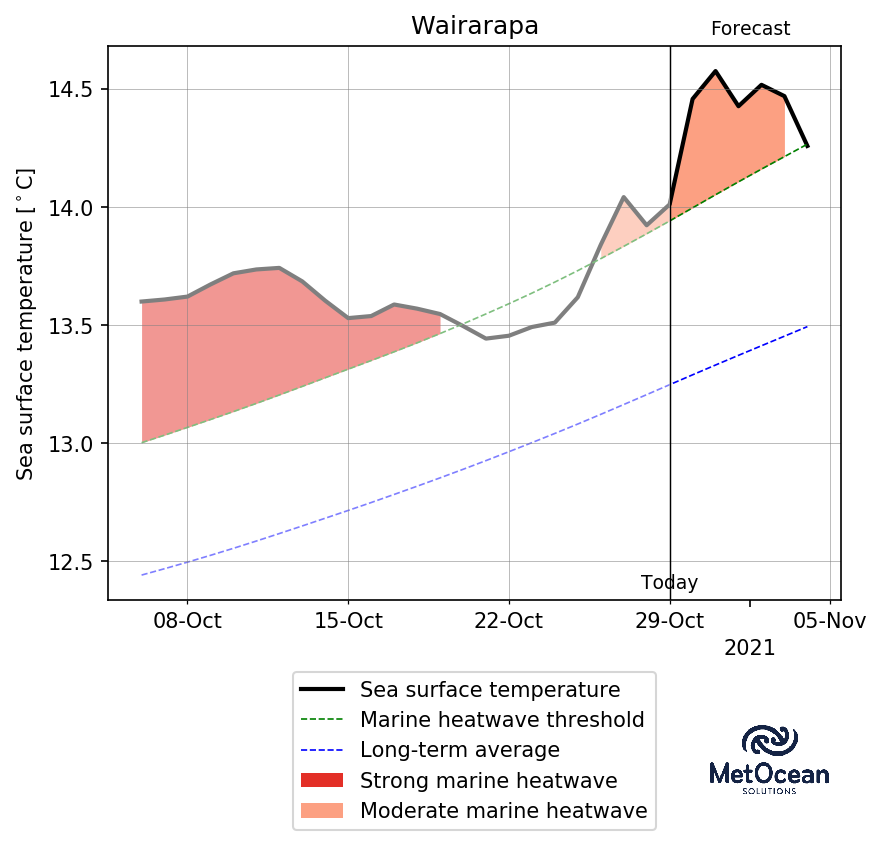 Wairarapa
Forecast
Sea surface temperature [°C]
14.5
14.0
13.5
13.0
12.5
Today
08-Oct
15-Oct
22-Oct
29-Oct
05-Nov
2021
Sea surface temperature
Marine heatwave threshold
Long-term average
Strong marine heatwave
Moderate marine heatwave
MetOcean
SOLUTIONS